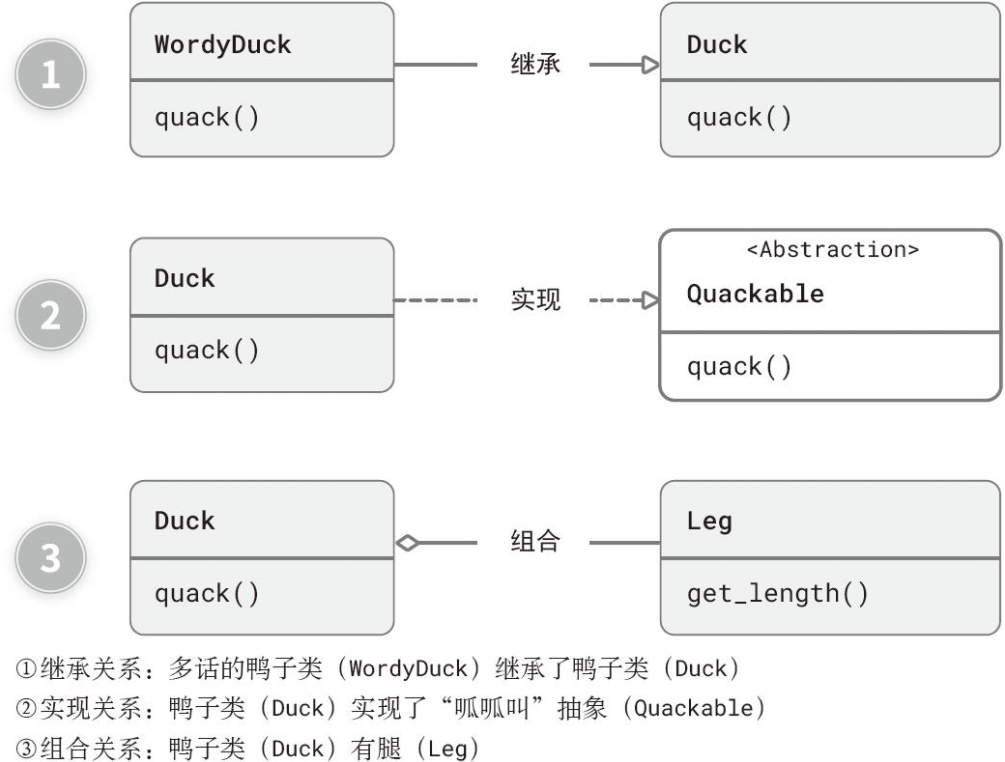 1
WordyDuck
quack()
继承
Duck
quack()
2
Duck
quack()
实现
<Abstraction>
Quackable
quack()
3
Duck
quack()
组合
Leg
get_length()
①继承关系：多话的鸭子类（WordyDuck）继承了鸭子类（Duck）
②实现关系：鸭子类（Duck）实现了“呱呱叫”抽象（Quackable）
③组合关系：鸭子类（Duck）有腿（Leg）